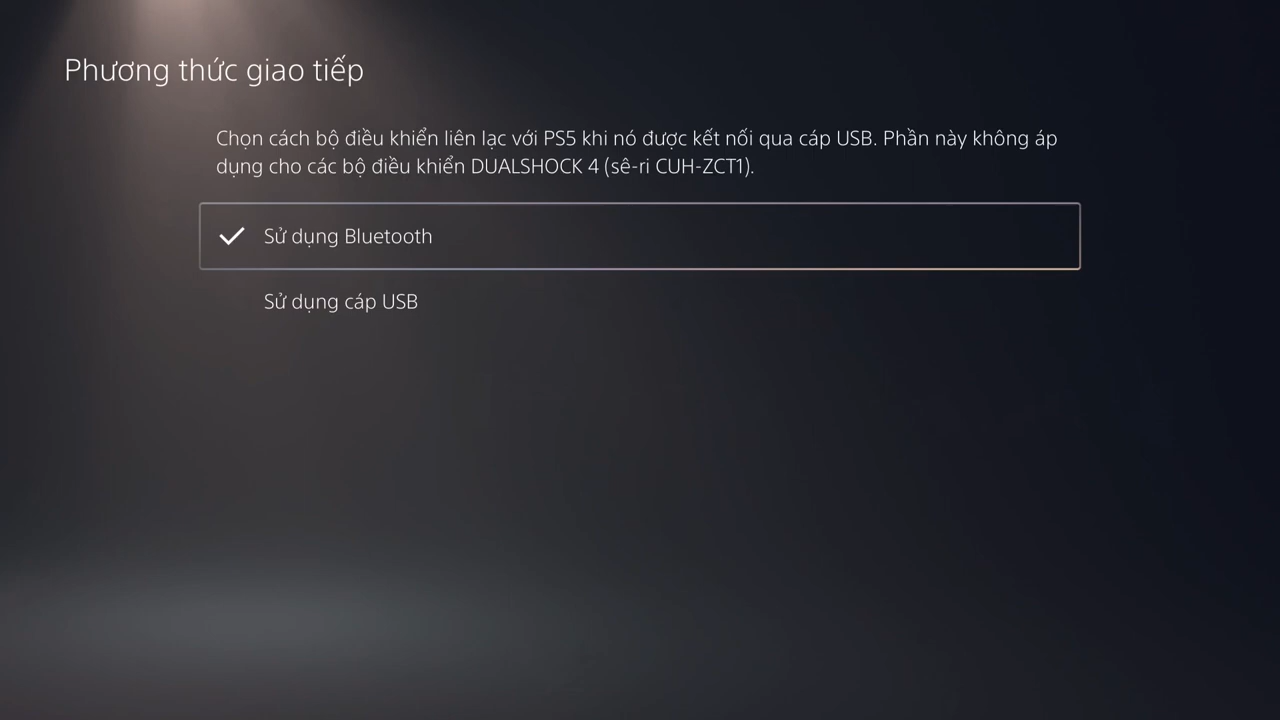 Phương thức giao tiếp
Chọn cách bộ điều khiển liên lạc với PS5 khi nó được kết nối qua cáp USB. Phần này không áp
dụng cho các bộ điều khiển DUALSHOCK 4 (sê-ri CUH-ZCT1).
Sử dụng Bluetooth
Sử dụng cáp USB